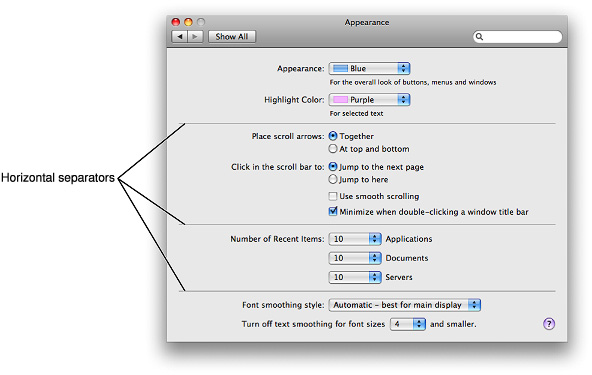 Appearance
Show All
Appearance: Blue
For the overall look of buttons, menus and windows
Highlight Color: Purple
For selected text
Place scroll arrows: Together
At top and bottom
Horizontal separators
Click in the scroll bar to: Jump to the next page
Jump to here
Use smooth scrolling
Minimize when double-clicking a window title bar
Number of Recent Items: 10 Applications
10 Documents
10 Servers
Font smoothing style: Automatic - best for main display
Turn off text smoothing for font sizes 4 and smaller.
?